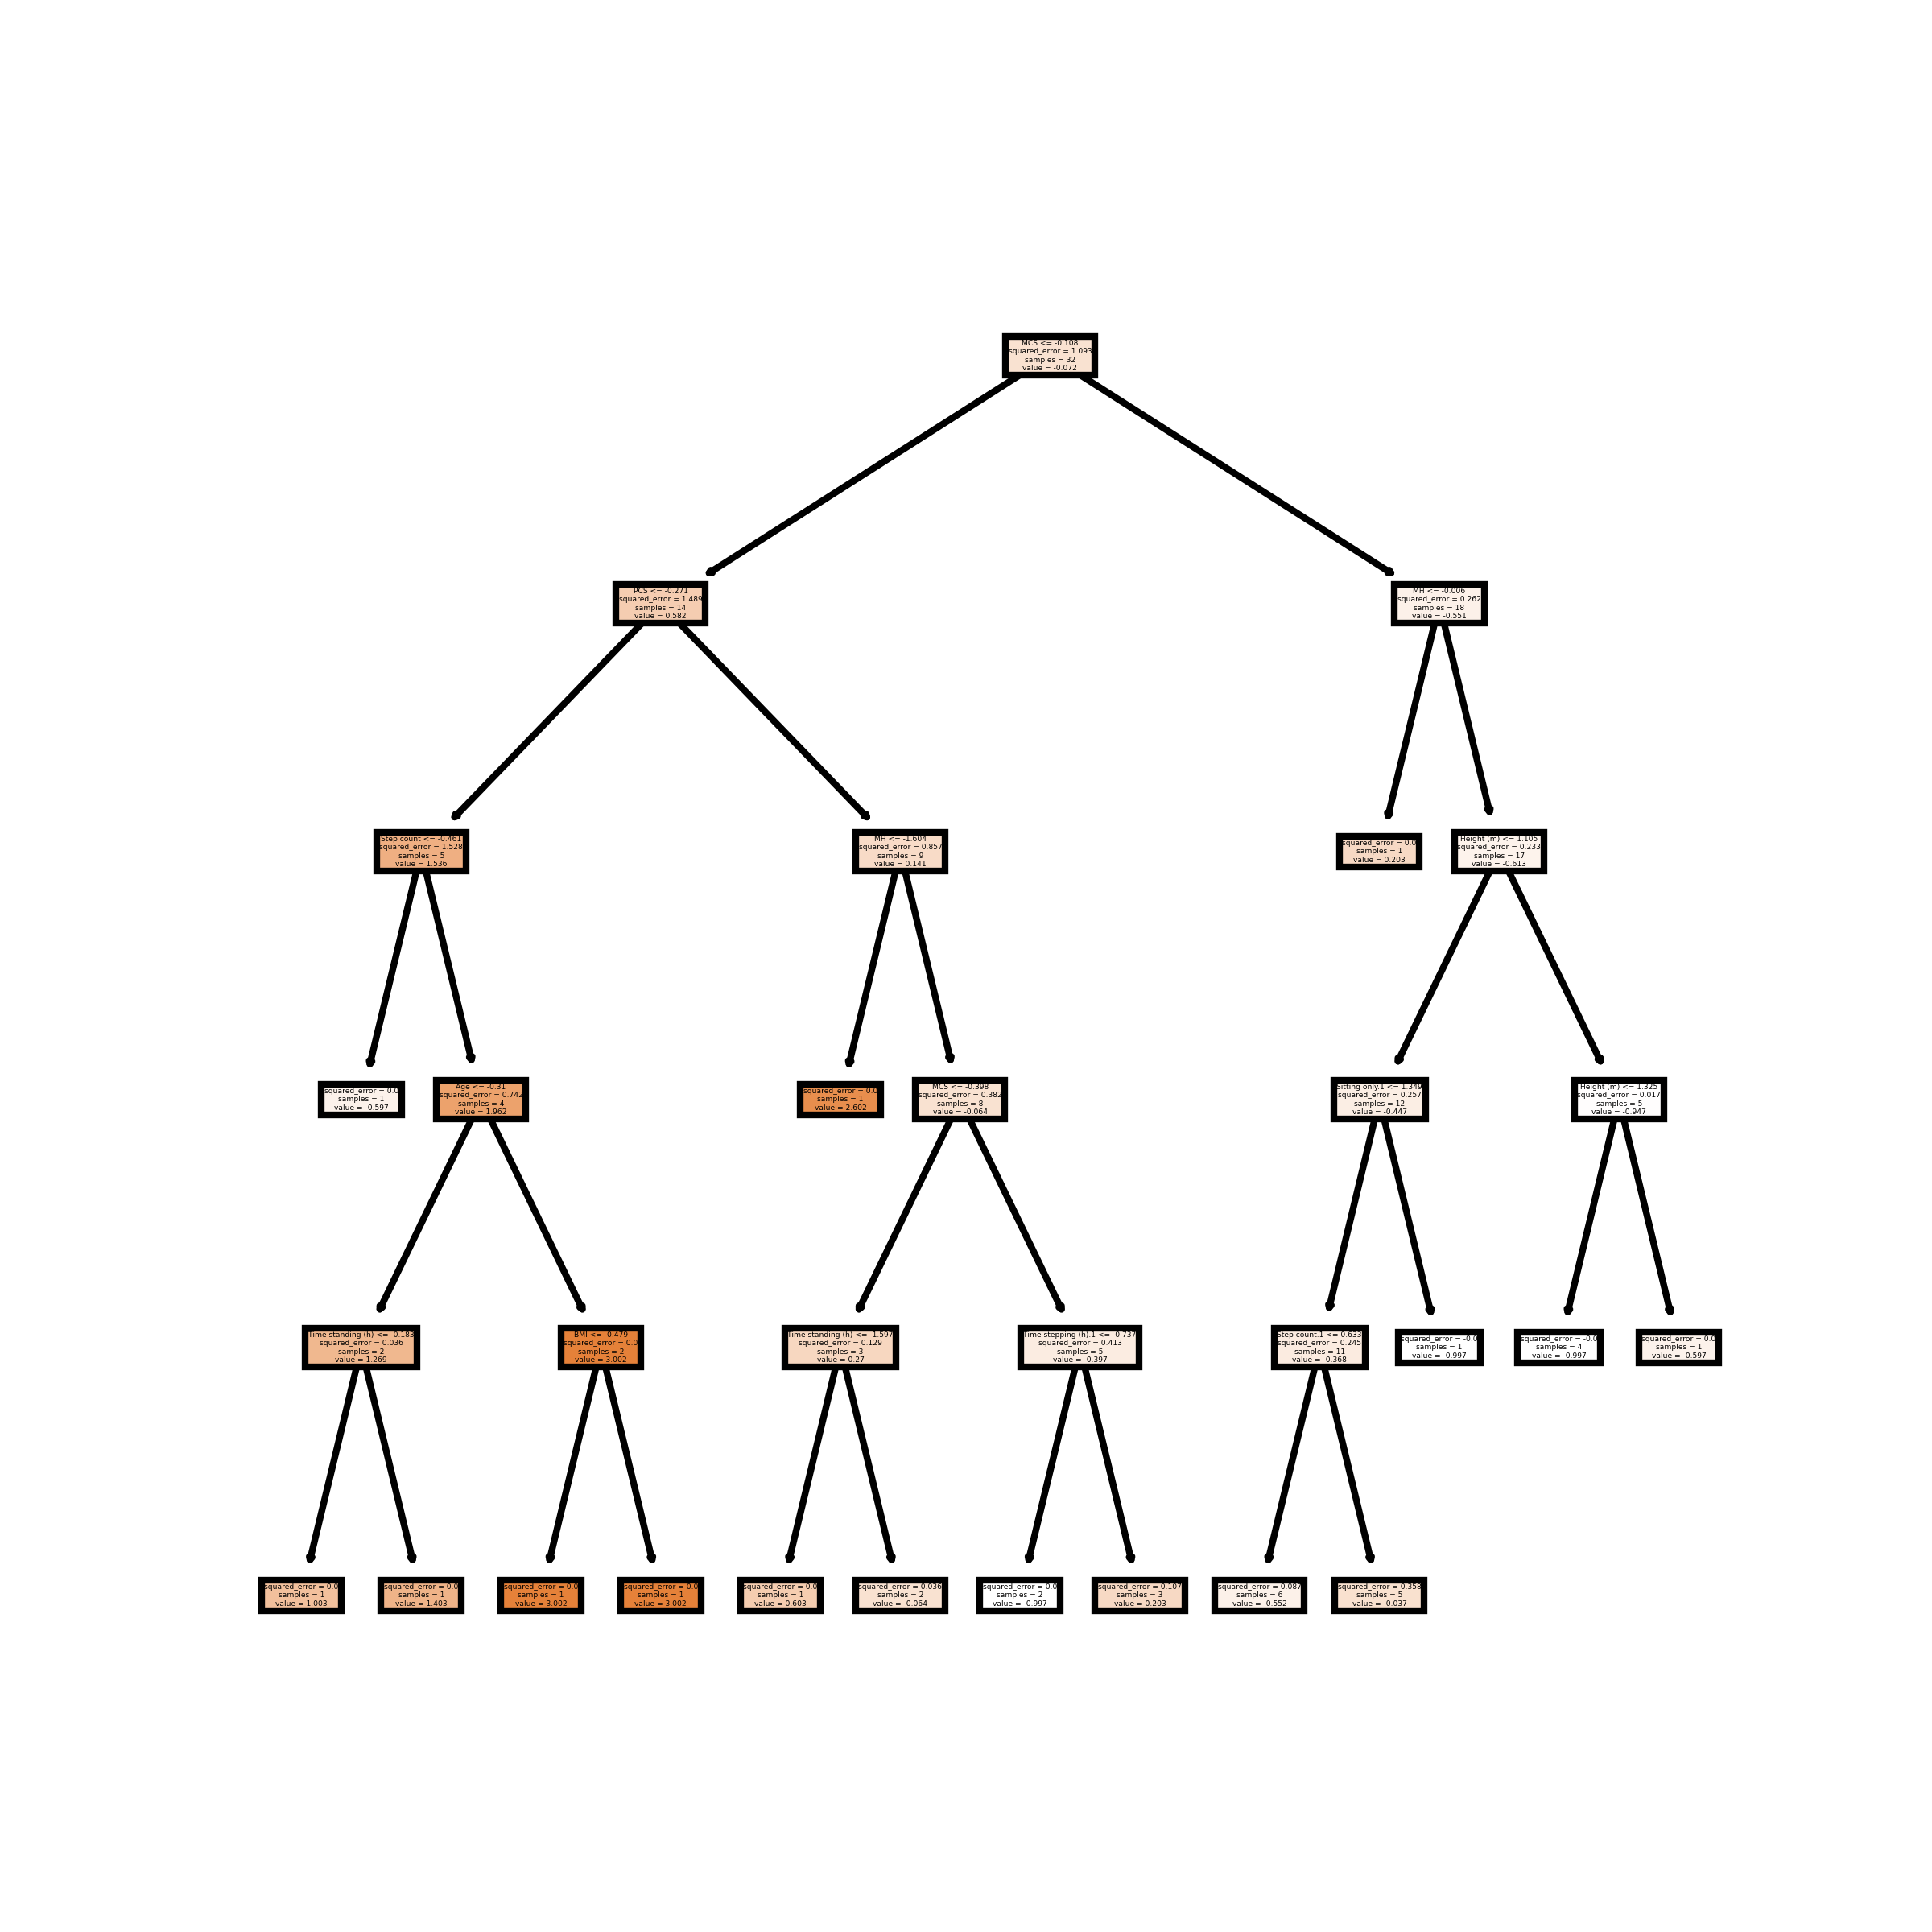 MCS <= -0.108
squared_error = 1.093
samples = 32
value = -0.072
PCS <= -0.271
squared_error = 1.489
samples = 14
value = 0.582
MH <= -0.006
squared_error = 0.262
samples = 18
value = -0.551
Step count <= -0.461
squared_error = 1.528
samples = 5
value = 1.536
MH <= -1.604
squared_error = 0.857
samples = 9
value = 0.141
squared_error = 0.0
samples = 1
value = 0.203
Height (m) <= 1.105
squared_error = 0.233
samples = 17
value = -0.613
squared_error = 0.0
samples = 1
value = -0.597
Age <= -0.31
squared_error = 0.742
samples = 4
value = 1.962
squared_error = 0.0
samples = 1
value = 2.602
MCS <= -0.398
squared_error = 0.382
samples = 8
value = -0.064
Sitting only.1 <= 1.349
squared_error = 0.257
samples = 12
value = -0.447
Height (m) <= 1.325
squared_error = 0.017
samples = 5
value = -0.947
Time standing (h) <= -0.183
squared_error = 0.036
samples = 2
value = 1.269
BMI <= -0.479
squared_error = 0.0
samples = 2
value = 3.002
Time standing (h) <= -1.597
squared_error = 0.129
samples = 3
value = 0.27
Time stepping (h).1 <= -0.737
squared_error = 0.413
samples = 5
value = -0.397
Step count.1 <= 0.633
squared_error = 0.245
samples = 11
value = -0.368
squared_error = -0.0
samples = 1
value = -0.997
squared_error = -0.0
samples = 4
value = -0.997
squared_error = 0.0
samples = 1
value = -0.597
squared_error = 0.0
samples = 1
value = 1.003
squared_error = 0.0
samples = 1
value = 1.403
squared_error = 0.0
samples = 1
value = 3.002
squared_error = 0.0
samples = 1
value = 3.002
squared_error = 0.0
samples = 1
value = 0.603
squared_error = 0.036
samples = 2
value = -0.064
squared_error = 0.0
samples = 2
value = -0.997
squared_error = 0.107
samples = 3
value = 0.203
squared_error = 0.087
samples = 6
value = -0.552
squared_error = 0.358
samples = 5
value = -0.037